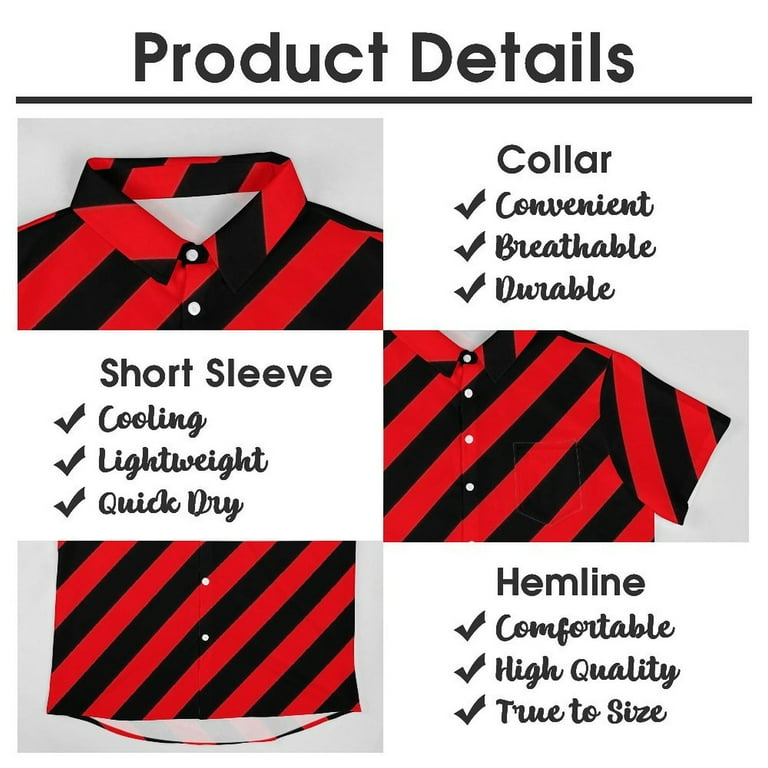 Product Details
Collar
Convenient
Breathable
Durable
Short Sleeve
Cooling
Lightweight
Quick Dry
Hemline
Comfortable
High Quality
True to Size